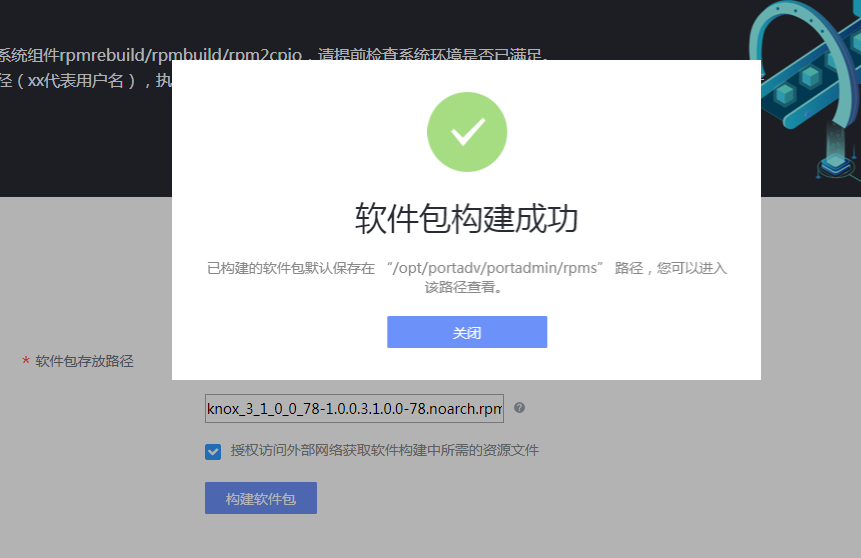 系统组件rpmrebuild/rpmbuild/rpm2cpio，请提前检查系统环境是否已满足。
径（xx代表用户名），执
软件包构建成功
已构建的软件包默认保存在 “/opt/portadv/portadmin/rpms” 路径，您可以进入
该路径查看。
关闭
* 软件包存放路径
knox_3_1_0_0_78-1.0.0.3.1.0.0-78.noarch.rpm
授权访问外部网络获取软件构建中所需的资源文件
构建软件包